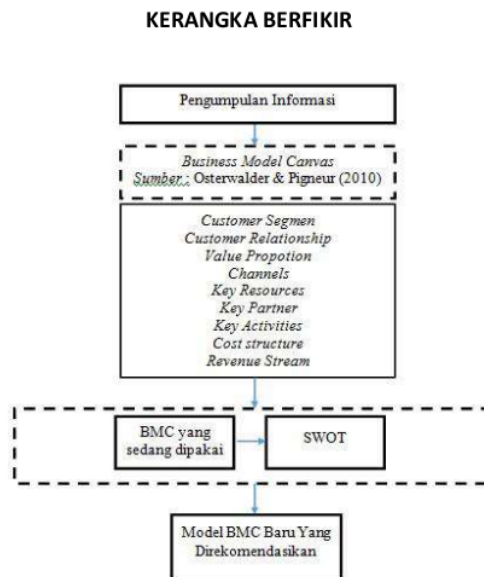 KERANGKA BERFIKIR
Pengumpulan Informasi
Business Model Canvas
Sumber : Osterwalder & Pigneur (2010)
Customer Segmen
Customer Relationship
Value Propotion
Channels
Key Resources
Key Partner
Key Activities
Cost structure
Revenue Stream
BMC yang
sedang dipakai
SWOT
Model BMC Baru Yang
Direkomendasikan